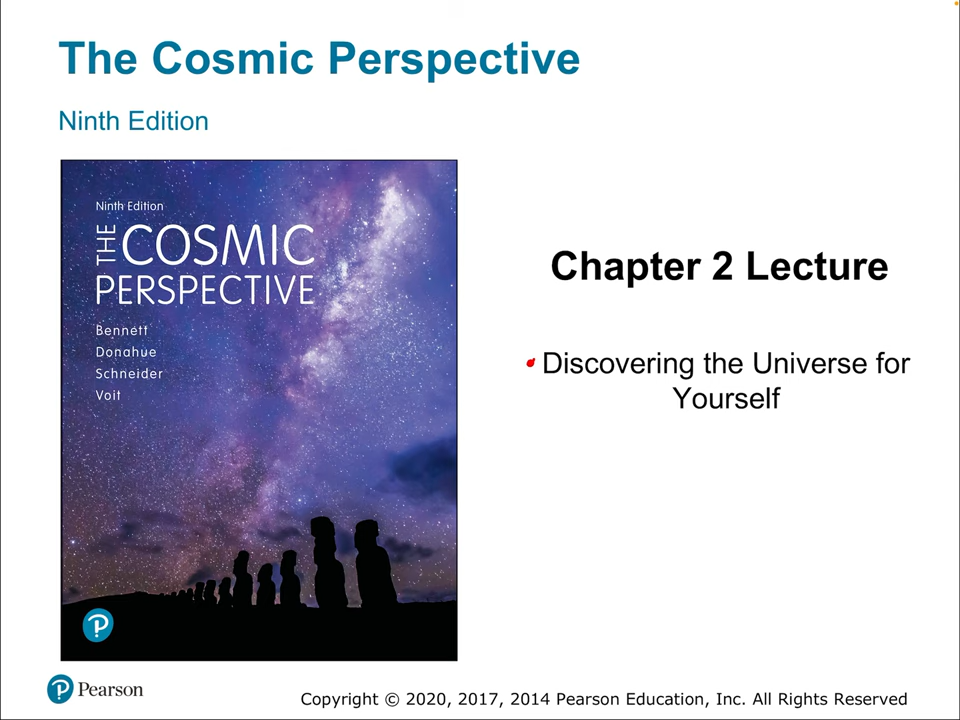 The Cosmic Perspective
Ninth Edition
Ninth Edition
THE COSMIC
PERSPECTIVE
Bennett
Donahue
Schneider
Voit
Chapter 2 Lecture
Discovering the Universe for
Yourself
P
P Pearson
Copyright © 2020, 2017, 2014 Pearson Education, Inc. All Rights Reserved